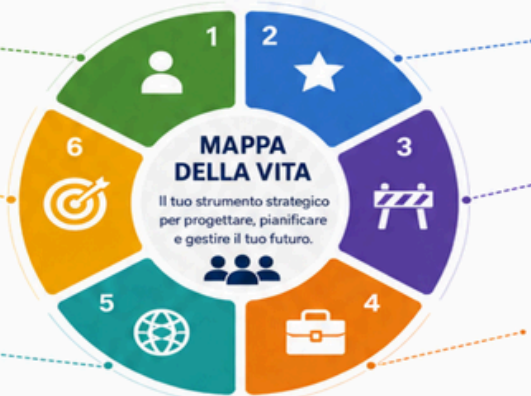 1
2
3
4
5
6
MAPPA
DELLA VITA
Il tuo strumento strategico
per progettare, pianificare
e gestire il tuo futuro.